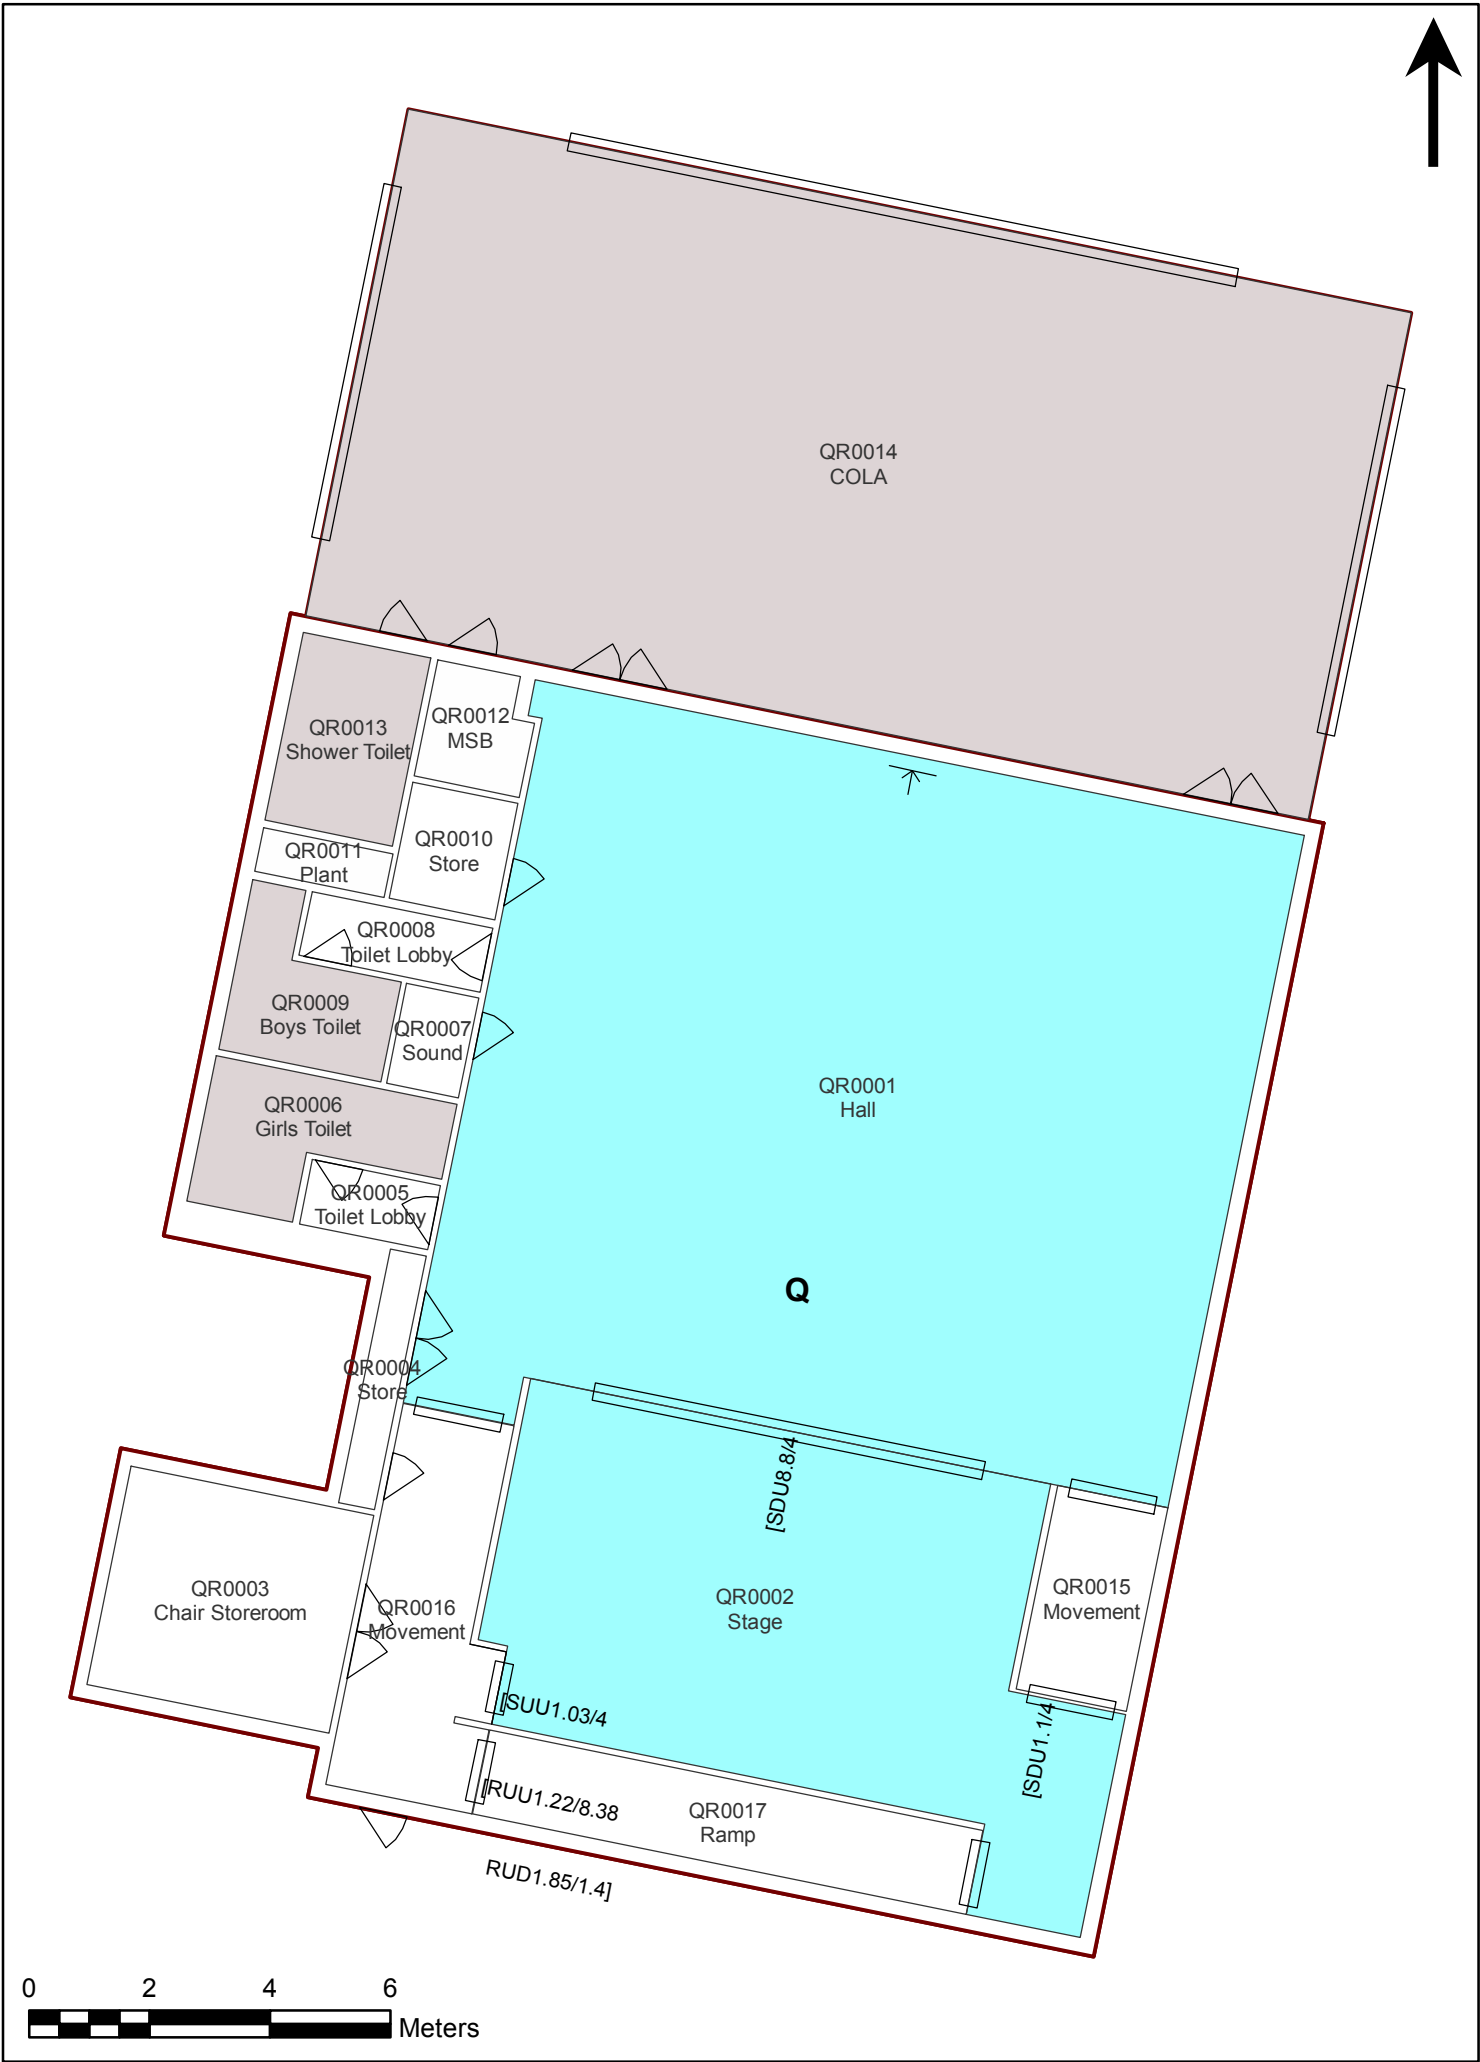 QR0014
COLA
QR0013
Shower Toilet
QR0012
MSB
QR0011
Plant
QR0010
Store
QR0008
Toilet Lobby
QR0009
Boys Toilet
QR0007
Sound
QR0006
Girls Toilet
QR0001
Hall
QR0005
Toilet Lobby
Q
QR0004
Store
[SDU8.8/4
QR0003
Chair Storeroom
QR0016
Movement
QR0002
Stage
QR0015
Movement
[SUU1.03/4
[SDU1.1/4
[RUU1.22/8.38
QR0017
Ramp
RUD1.85/1.4]
0 2 4 6
Meters